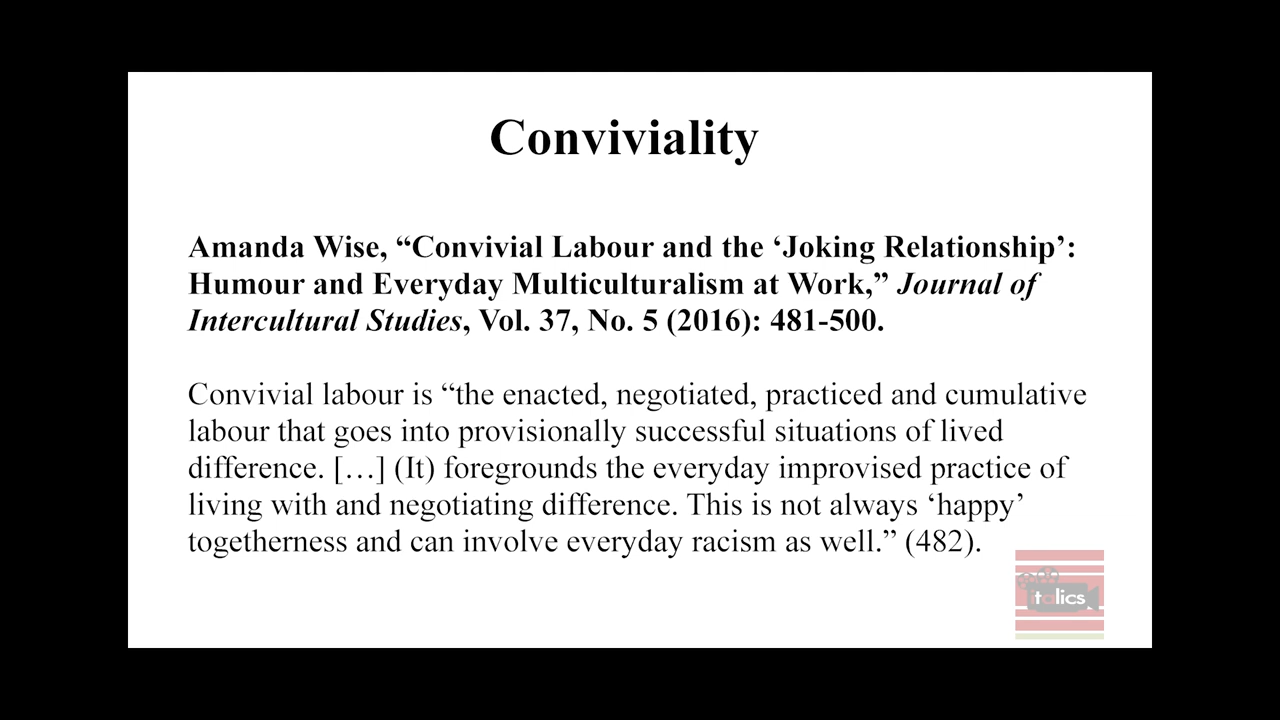 Conviviality
Amanda Wise, “Convivial Labour and the ‘Joking Relationship’:
Humour and Everyday Multiculturalism at Work,” Journal of
Intercultural Studies, Vol. 37, No. 5 (2016): 481-500.
Convivial labour is “the enacted, negotiated, practiced and cumulative
labour that goes into provisionally successful situations of lived
difference. […] (It) foregrounds the everyday improvised practice of
living with and negotiating difference. This is not always ‘happy’
togetherness and can involve everyday racism as well.” (482).
italics